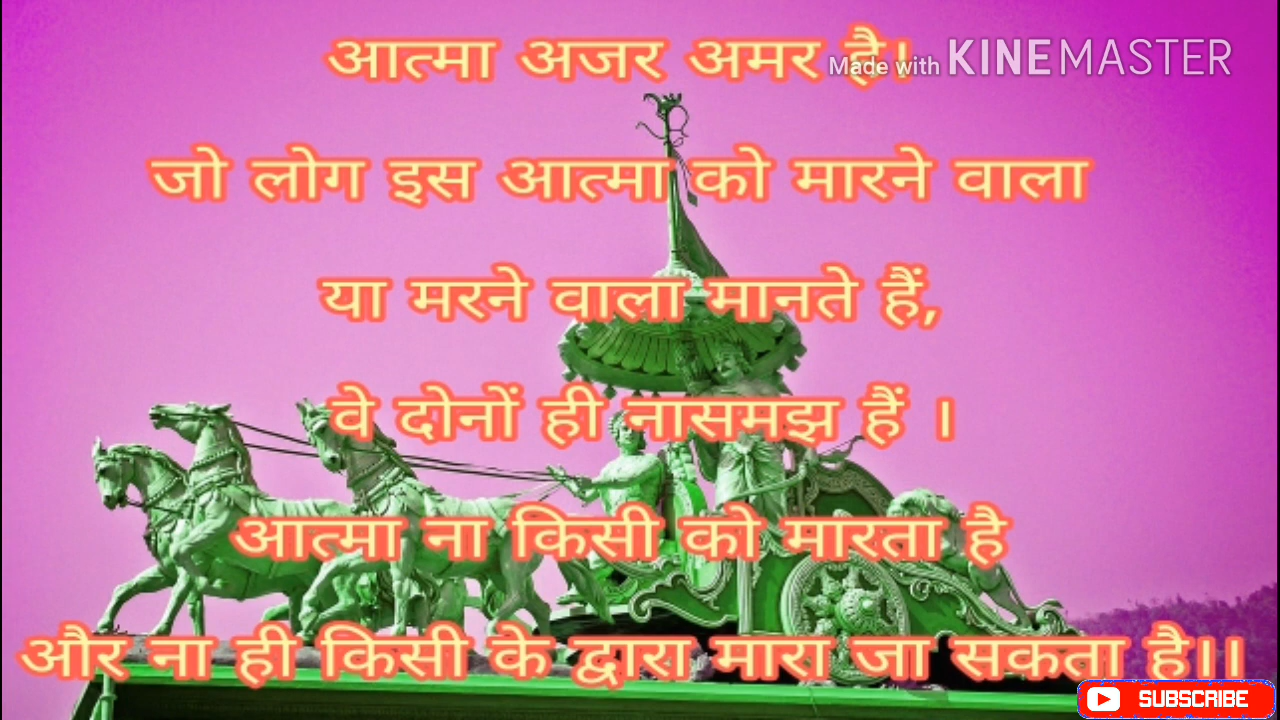 आत्मा अजर अमर है।
Made with KINEMASTER
जो लोग इस आत्मा को मारने वाला
या मरने वाला मानते हैं,
वे दोनों ही नासमझ हैं ।
आत्मा ना किसी को मारता है
और ना ही किसी के द्वारा मारा जा सकता है।।
SUBSCRIBE